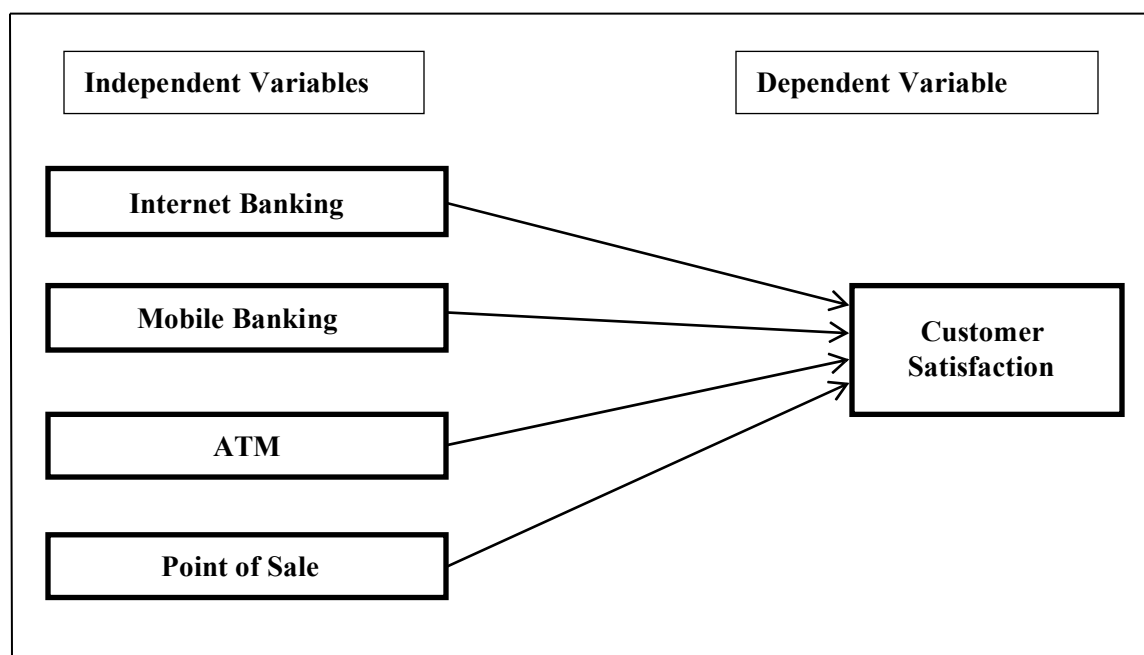 Independent Variables
Dependent Variable
Internet Banking
Mobile Banking
Customer
Satisfaction
ATM
Point of Sale